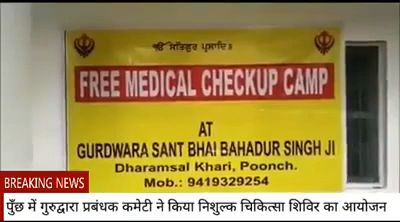 ੴ ਸਤਿਗੁਰ ਪ੍ਰਸਾਦਿ
FREE MEDICAL CHECKUP CAMP
AT
GURDWARA SANT BHAI BAHADUR SINGH JI
Dharamsal Khari, Poonch.
Mob.: 9419329254
BREAKING NEWS
पुँछ में गुरुद्वारा प्रबंधक कमेटी ने किया निशुल्क चिकित्सा शिविर का आयोजन